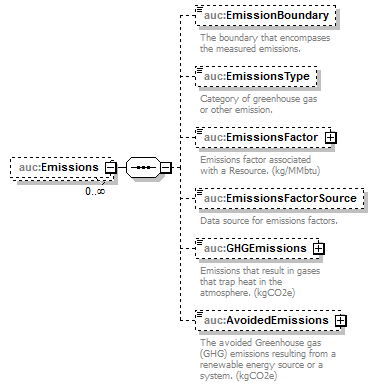 auc:EmissionBoundary
The boundary that encompases
the measured emissions.
auc:EmissionsType
Category of greenhouse gas
or other emission.
auc:Emissions
0..∞
auc:EmissionsFactor
Emissions factor associated
with a Resource. (kg/MMbtu)
auc:EmissionsFactorSource
Data source for emissions factors.
auc:GHGEmissions
Emissions that result in gases
that trap heat in the
atmosphere. (kgCO2e)
auc:AvoidedEmissions
The avoided Greenhouse gas
(GHG) emissions resulting from a
renewable energy source or a
system. (kgCO2e)